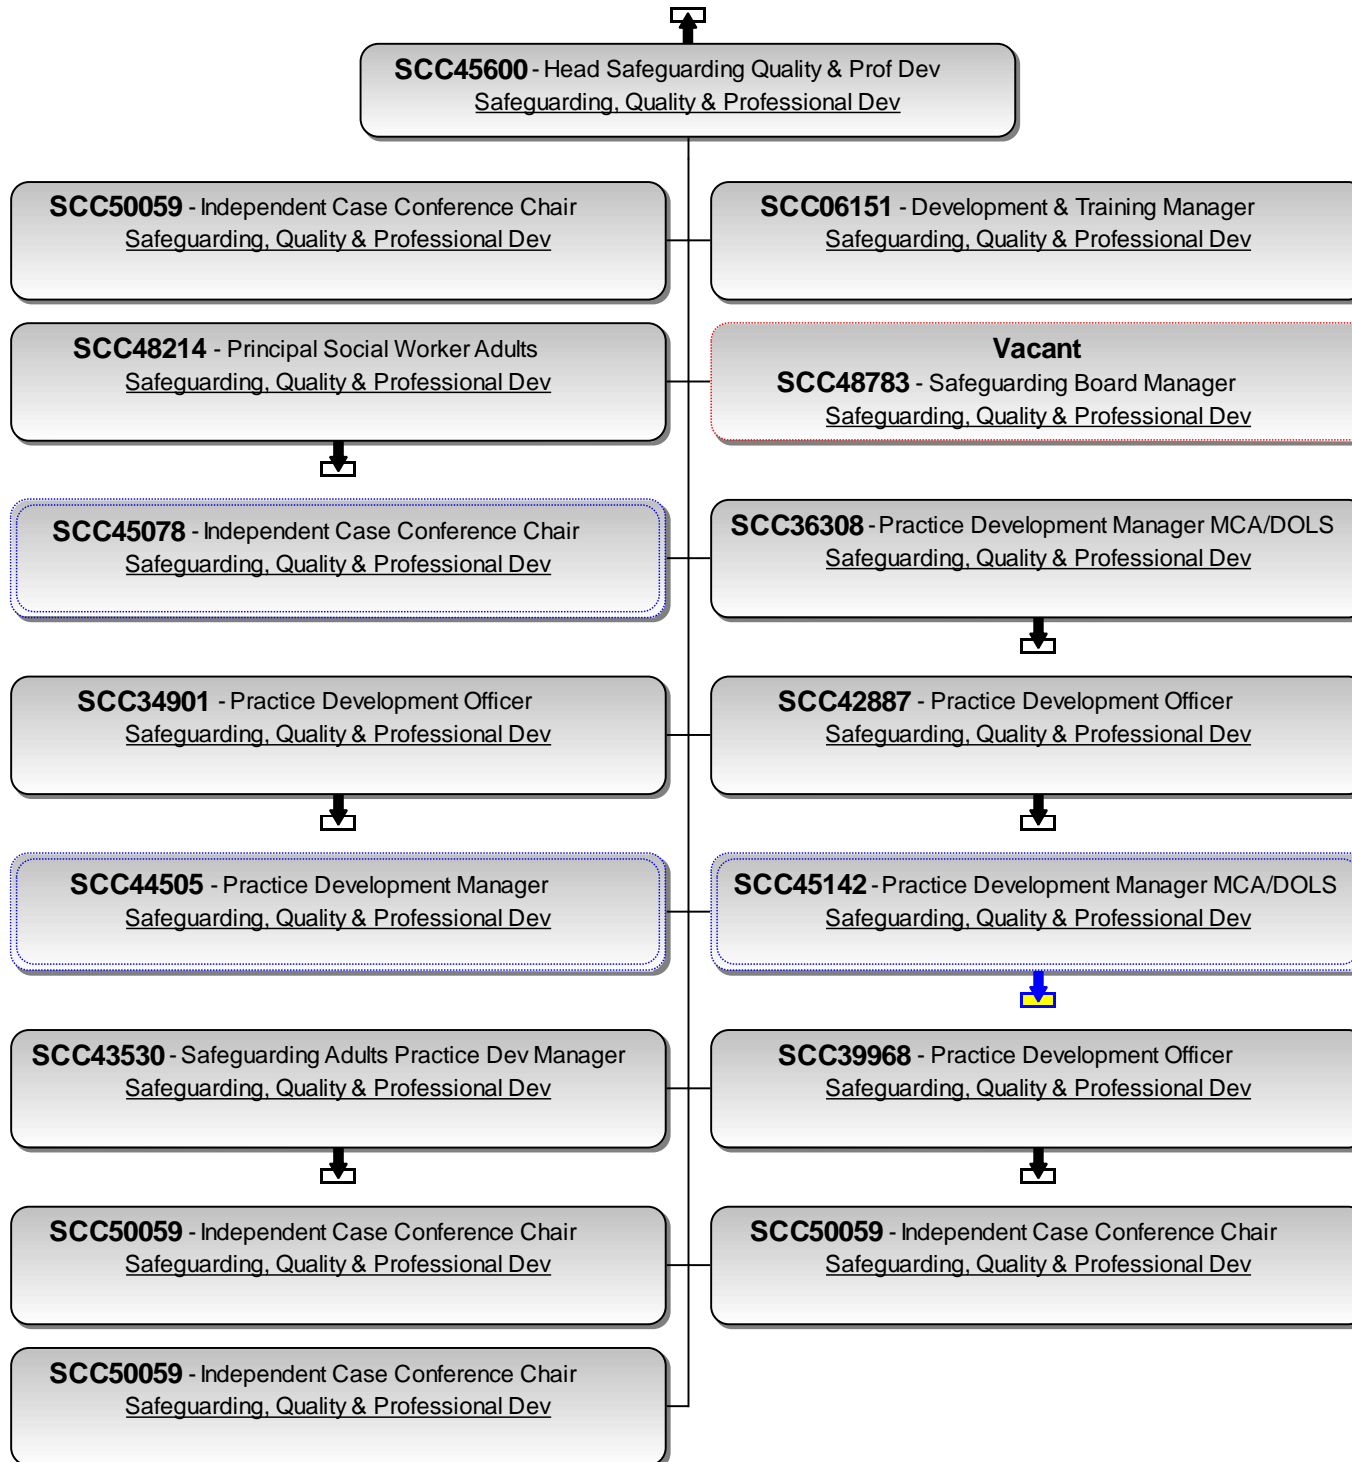 SCC45600 - Head Safeguarding Quality & Prof Dev
Safeguarding, Quality & Professional Dev
SCC50059 - Independent Case Conference Chair
Safeguarding, Quality & Professional Dev
SCC06151 - Development & Training Manager
Safeguarding, Quality & Professional Dev
SCC48214 - Principal Social Worker Adults
Safeguarding, Quality & Professional Dev
Vacant
SCC48783 - Safeguarding Board Manager
Safeguarding, Quality & Professional Dev
SCC45078 - Independent Case Conference Chair
Safeguarding, Quality & Professional Dev
SCC36308 - Practice Development Manager MCA/DOLS
Safeguarding, Quality & Professional Dev
SCC34901 - Practice Development Officer
Safeguarding, Quality & Professional Dev
SCC42887 - Practice Development Officer
Safeguarding, Quality & Professional Dev
SCC44505 - Practice Development Manager
Safeguarding, Quality & Professional Dev
SCC45142 - Practice Development Manager MCA/DOLS
Safeguarding, Quality & Professional Dev
SCC43530 - Safeguarding Adults Practice Dev Manager
Safeguarding, Quality & Professional Dev
SCC39968 - Practice Development Officer
Safeguarding, Quality & Professional Dev
SCC50059 - Independent Case Conference Chair
Safeguarding, Quality & Professional Dev
SCC50059 - Independent Case Conference Chair
Safeguarding, Quality & Professional Dev
SCC50059 - Independent Case Conference Chair
Safeguarding, Quality & Professional Dev